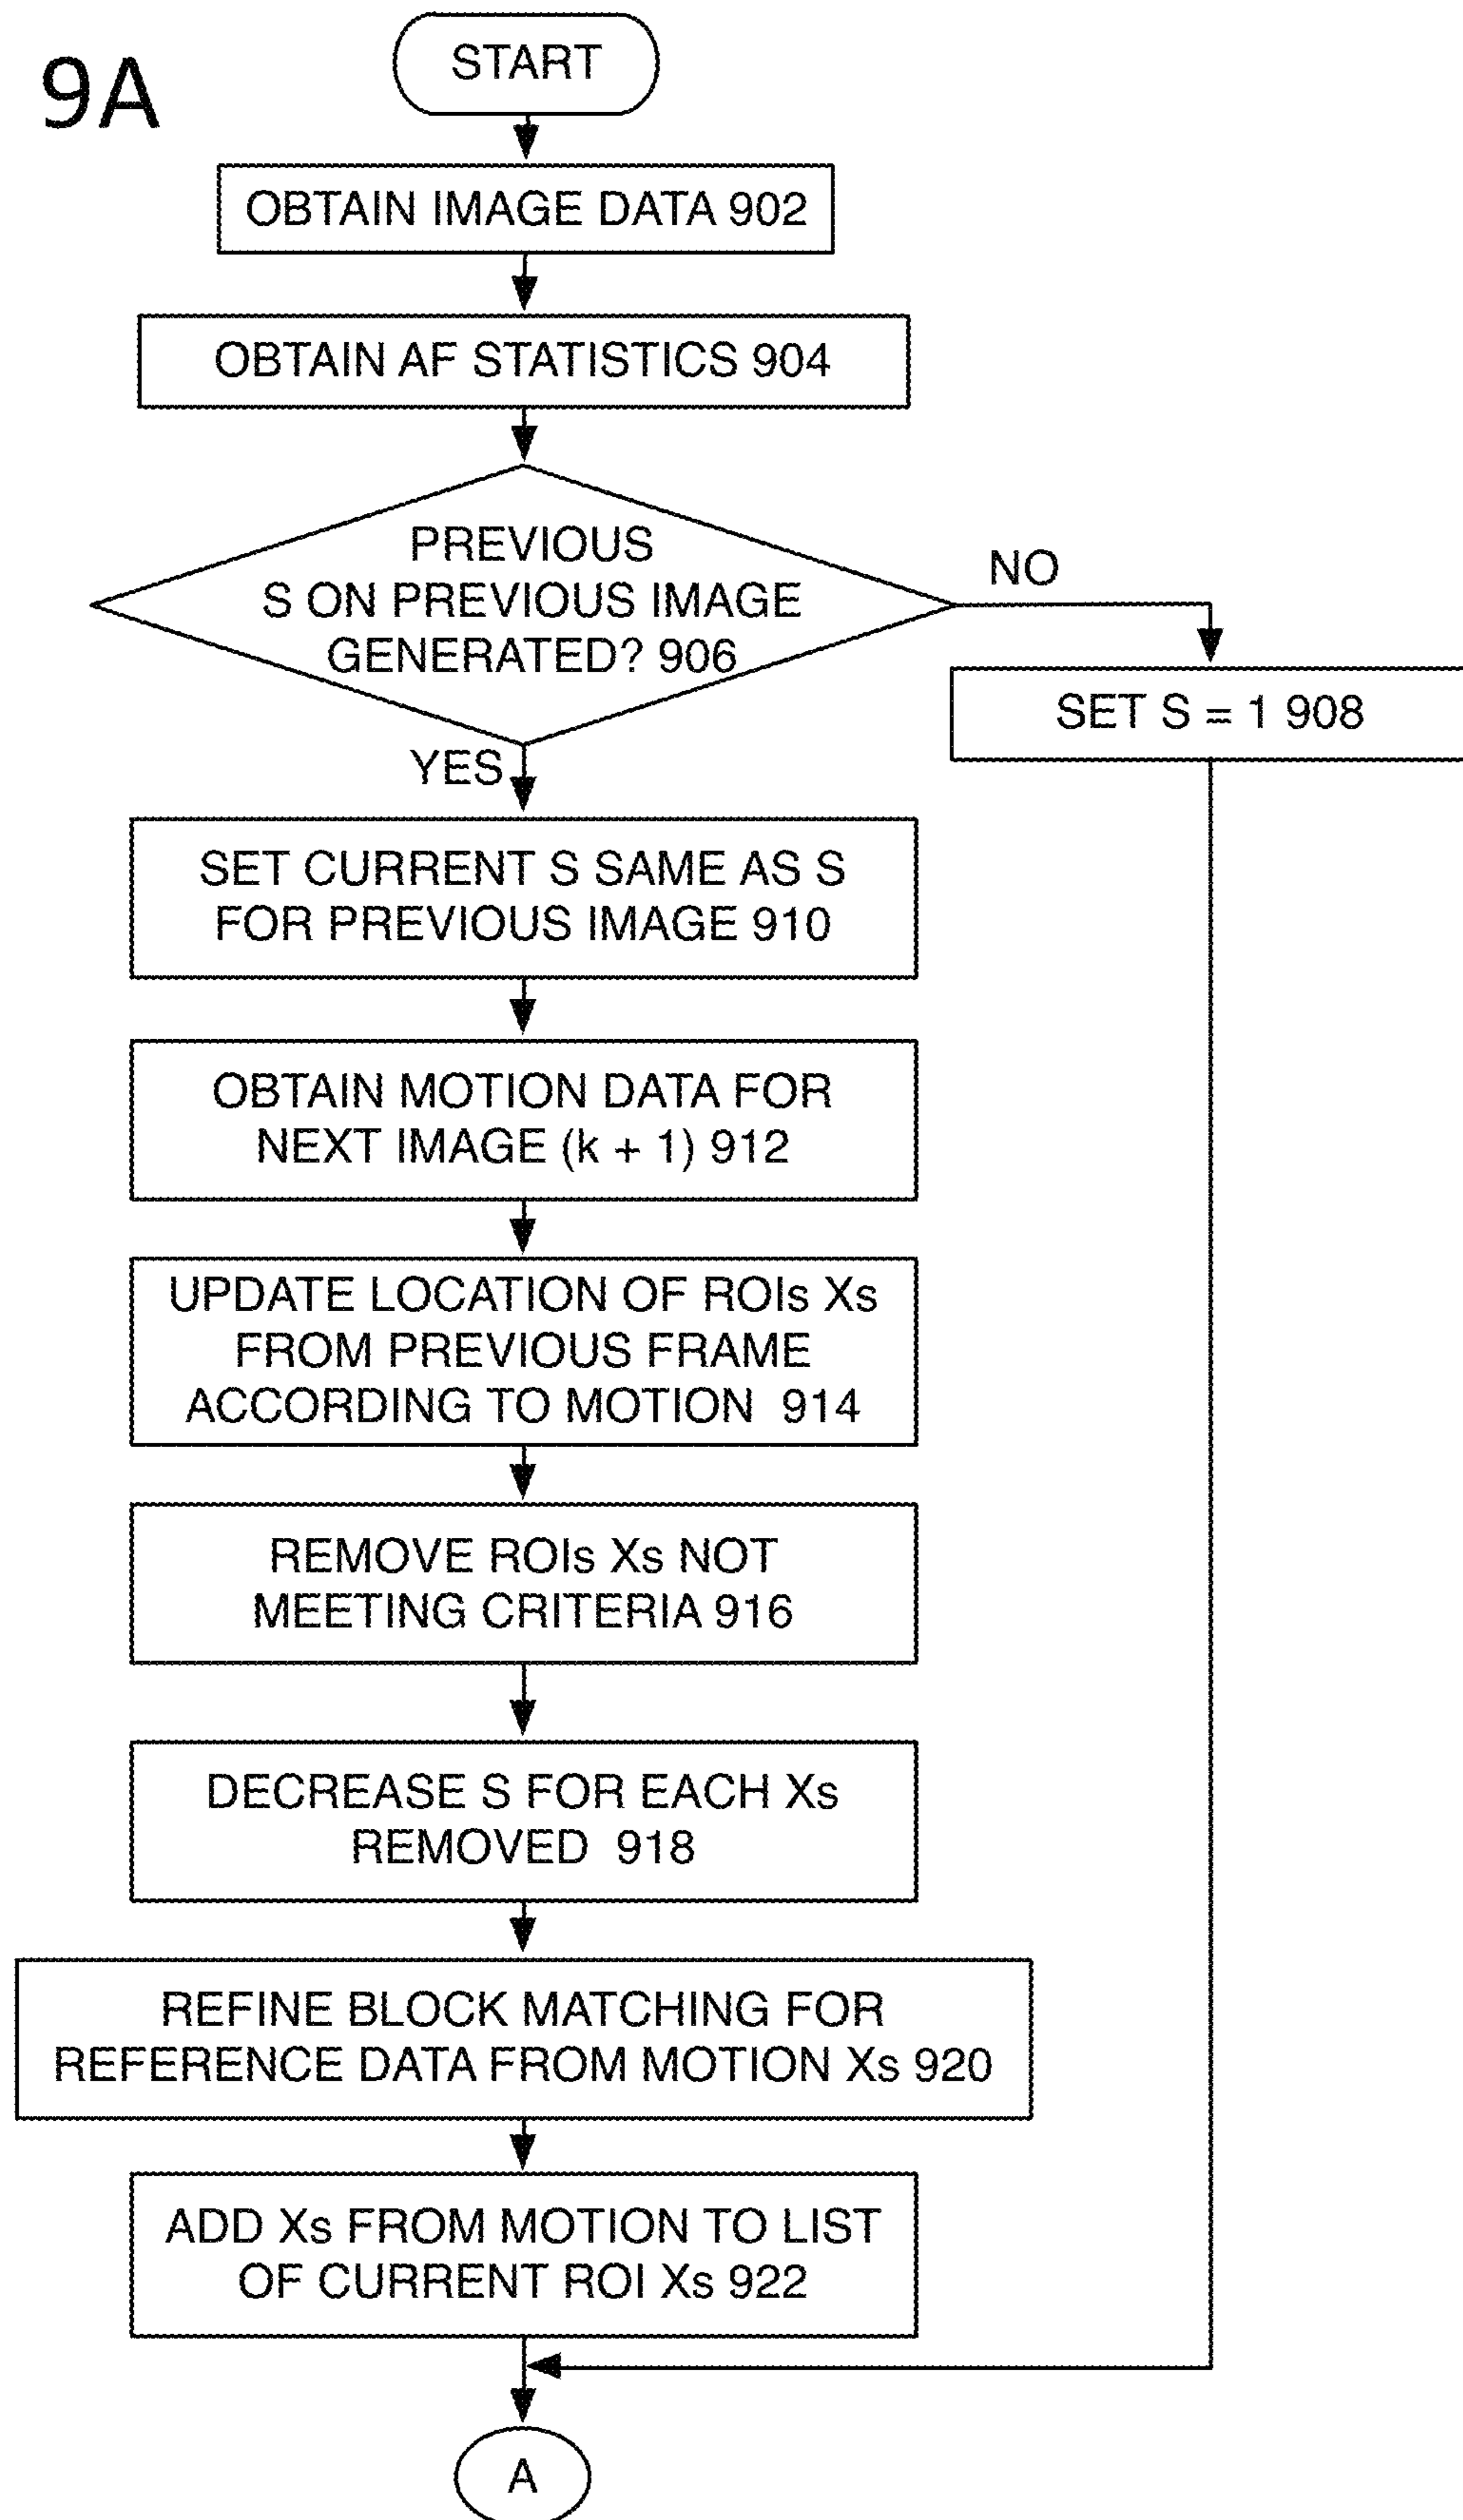 9A
START
OBTAIN IMAGE DATA 902
OBTAIN AF STATISTICS 904
PREVIOUS
S ON PREVIOUS IMAGE
GENERATED? 906
NO
SET S = 1 908
YES
SET CURRENT S SAME AS S
FOR PREVIOUS IMAGE 910
OBTAIN MOTION DATA FOR
NEXT IMAGE (k + 1) 912
UPDATE LOCATION OF ROIs Xs
FROM PREVIOUS FRAME
ACCORDING TO MOTION 914
REMOVE ROIs Xs NOT
MEETING CRITERIA 916
DECREASE S FOR EACH Xs
REMOVED 918
REFINE BLOCK MATCHING FOR
REFERENCE DATA FROM MOTION Xs 920
ADD Xs FROM MOTION TO LIST
OF CURRENT ROI Xs 922
A